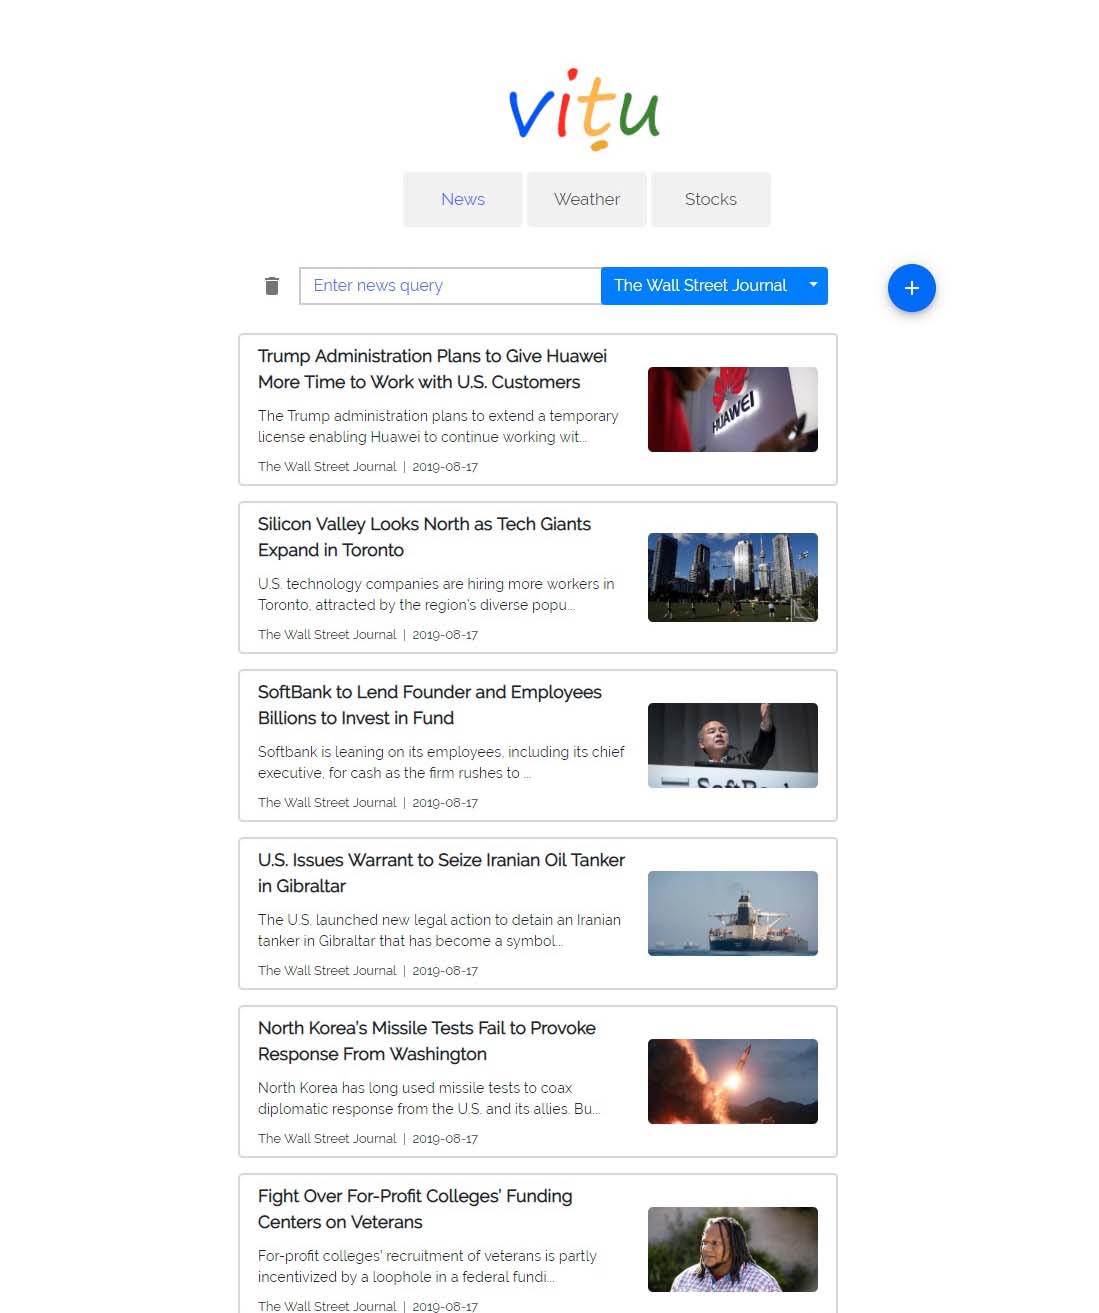 vitu
News
Weather
Stocks
Enter news query
The Wall Street Journal
Trump Administration Plans to Give Huawei
More Time to Work with U.S. Customers
The Trump administration plans to extend a temporary
license enabling Huawei to continue working wit...
The Wall Street Journal | 2019-08-17
HUAWEI
Silicon Valley Looks North as Tech Giants
Expand in Toronto
U.S. technology companies are hiring more workers in
Toronto, attracted by the region's diverse popu...
The Wall Street Journal | 2019-08-17
SoftBank to Lend Founder and Employees
Billions to Invest in Fund
Softbank is leaning on its employees, including its chief
executive, for cash as the firm rushes to ...
The Wall Street Journal | 2019-08-17
SoftBank
U.S. Issues Warrant to Seize Iranian Oil Tanker
in Gibraltar
The U.S. launched new legal action to detain an Iranian
tanker in Gibraltar that has become a symbol...
The Wall Street Journal | 2019-08-17
North Korea's Missile Tests Fail to Provoke
Response From Washington
North Korea has long used missile tests to coax
diplomatic response from the U.S. and its allies. Bu...
The Wall Street Journal | 2019-08-17
Fight Over For-Profit Colleges' Funding
Centers on Veterans
For-profit colleges' recruitment of veterans is partly
incentivized by a loophole in a federal fundi...
The Wall Street Journal | 2019-08-17